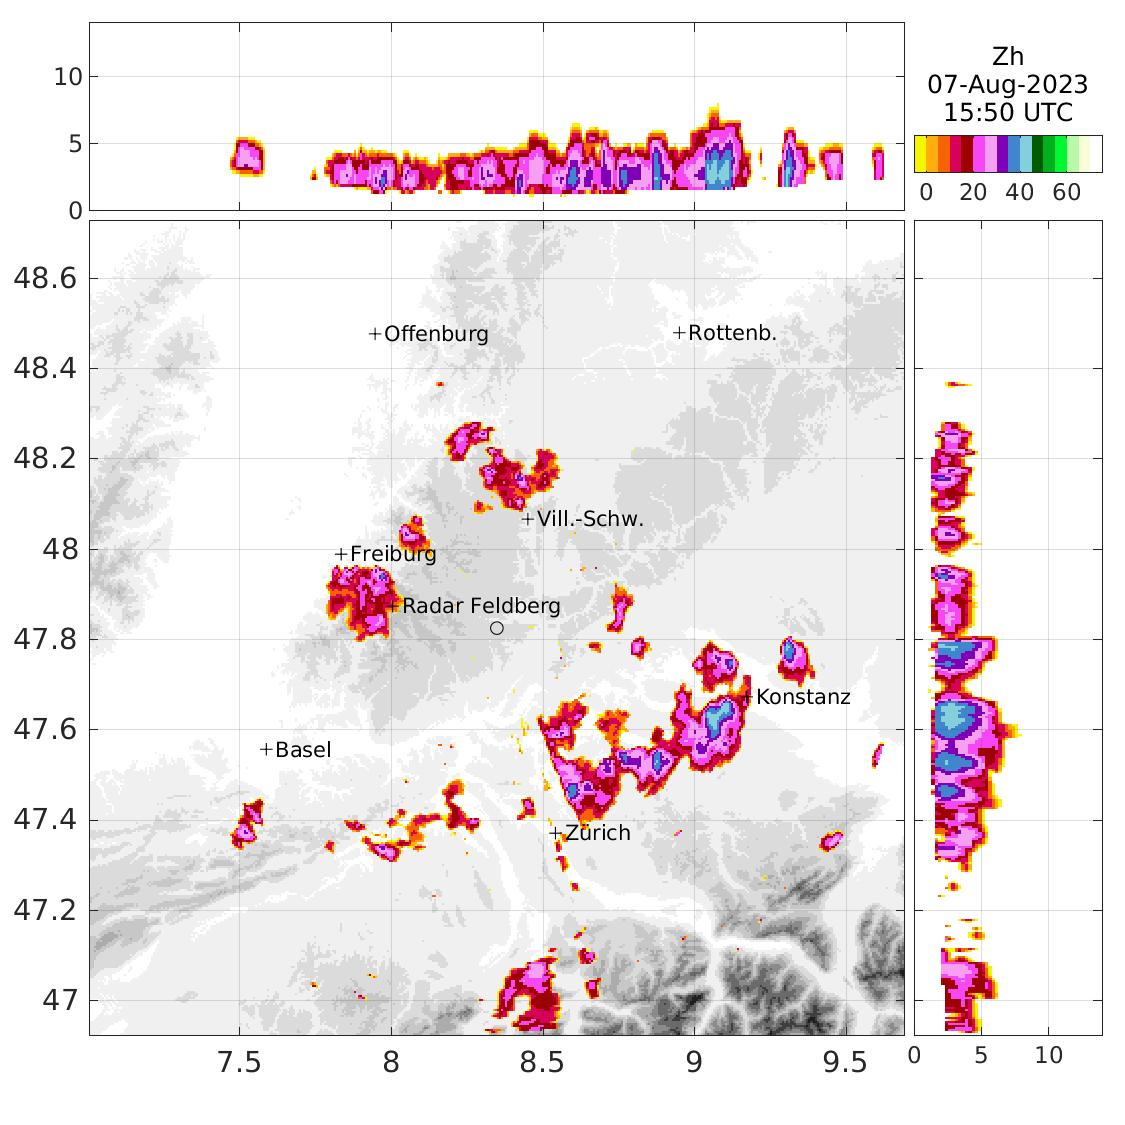 10
5
0
Zh
07-Aug-2023
15:50 UTC
0 20 40 60
48.6
48.4
48.2
48
47.8
47.6
47.4
47.2
47
Offenburg
Rottenb.
Vill.-Schw.
Freiburg
Radar Feldberg
Konstanz
Basel
Zürich
7.5 8 8.5 9 9.5
0 5 10